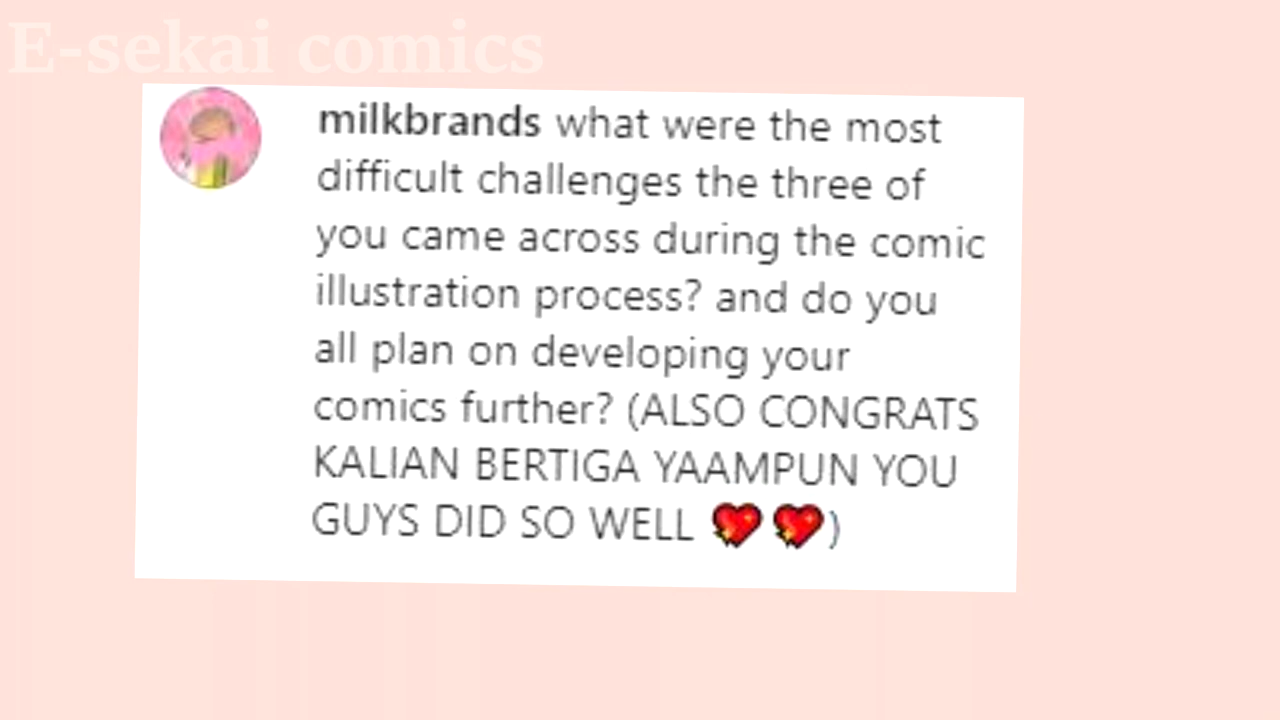 E-sekai comics
milkbrands what were the most
difficult challenges the three of
you came across during the comic
illustration process? and do you
all plan on developing your
comics further? (ALSO CONGRATS
KALIAN BERTIGA YAAMPUN YOU
GUYS DID SO WELL 💘💘)